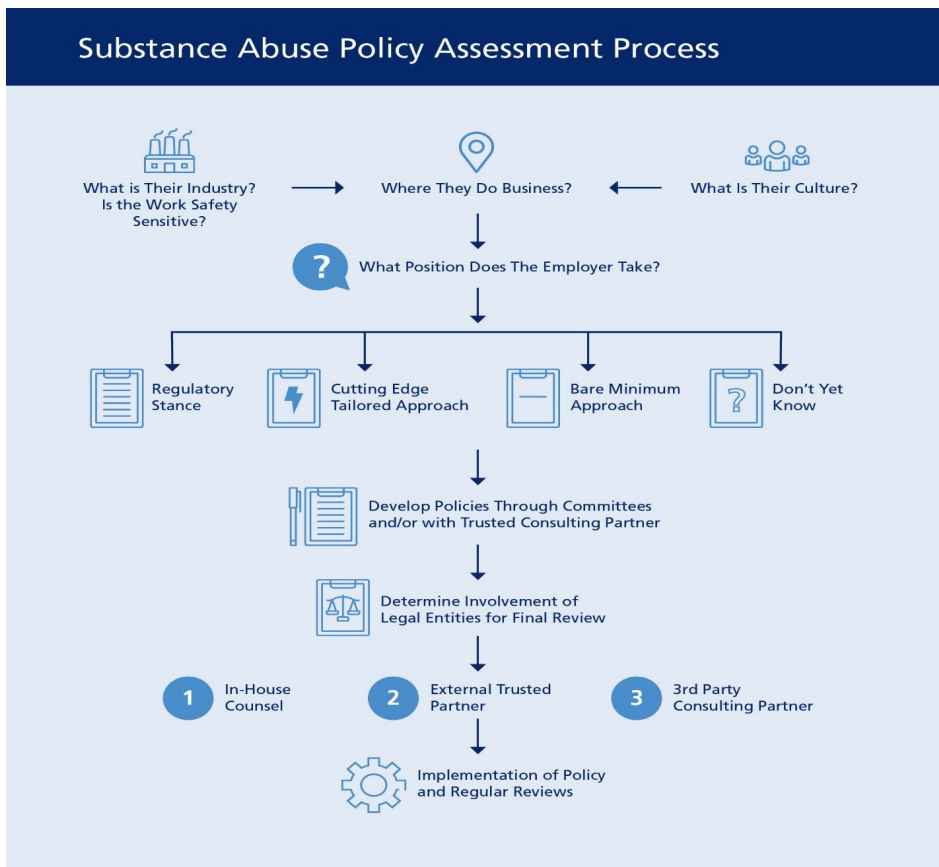 Substance Abuse Policy Assessment Process
What is Their Industry?
Is the Work Safety
Sensitive?
Where They Do Business?
What Is Their Culture?
?
What Position Does The Employer Take?
Regulatory
Stance
Cutting Edge
Tailored Approach
Bare Minimum
Approach
?
Don't Yet
Know
Develop Policies Through Committees
and/or with Trusted Consulting Partner
Determine Involvement of
Legal Entities for Final Review
1
In-House
Counsel
2
External Trusted
Partner
3
3rd Party
Consulting Partner
Implementation of Policy
and Regular Reviews